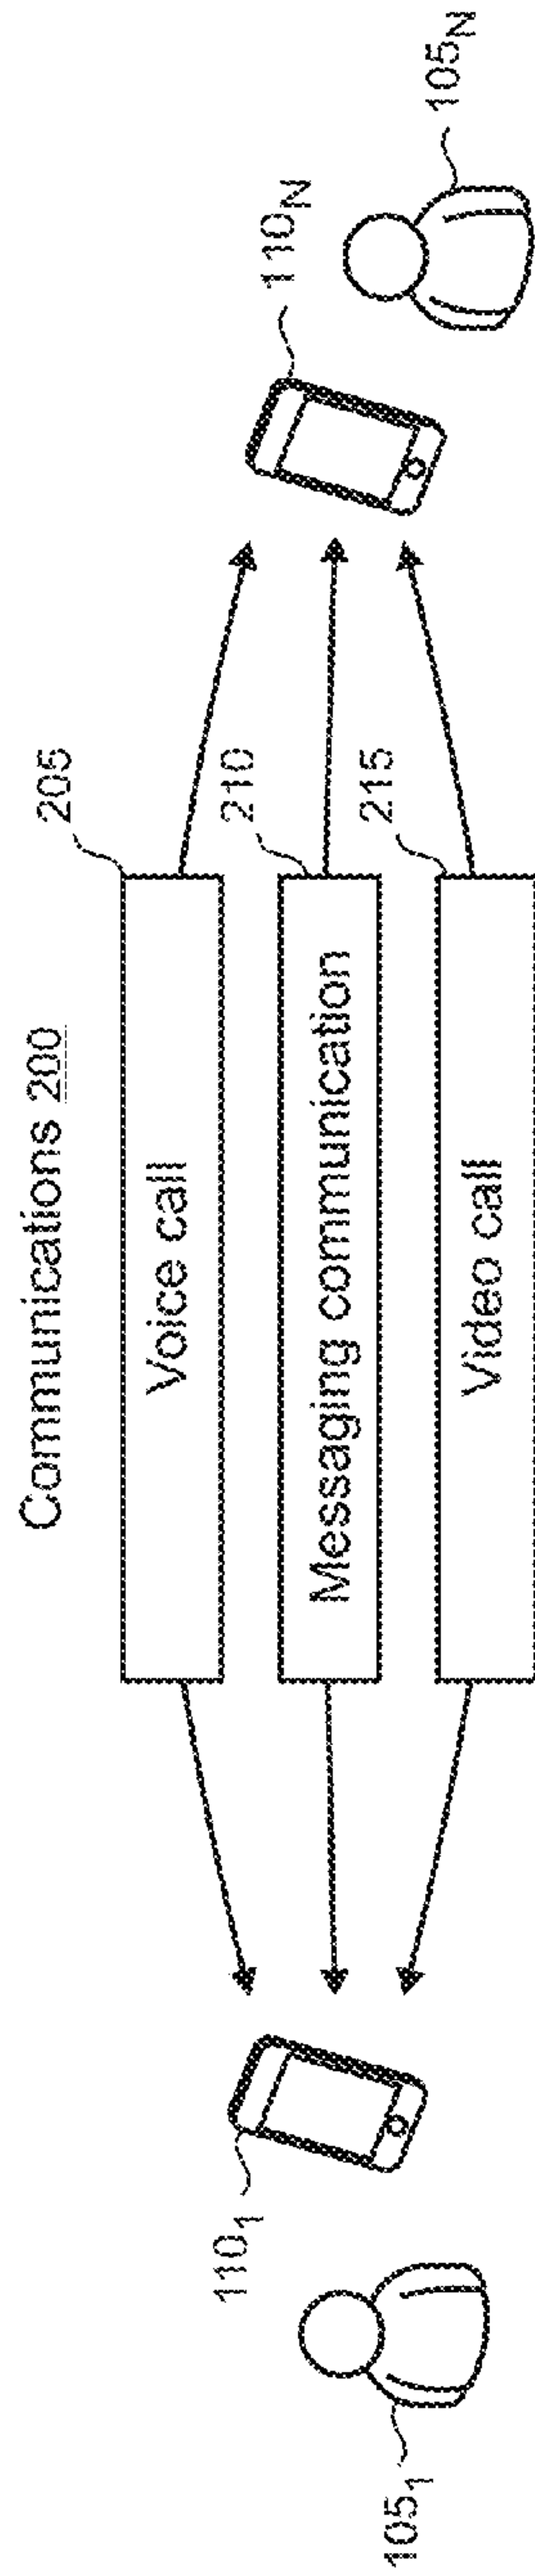 Communications 200
205
Voice call
210
Messaging communication
215
Video call
110₁
105₁
110N
105N